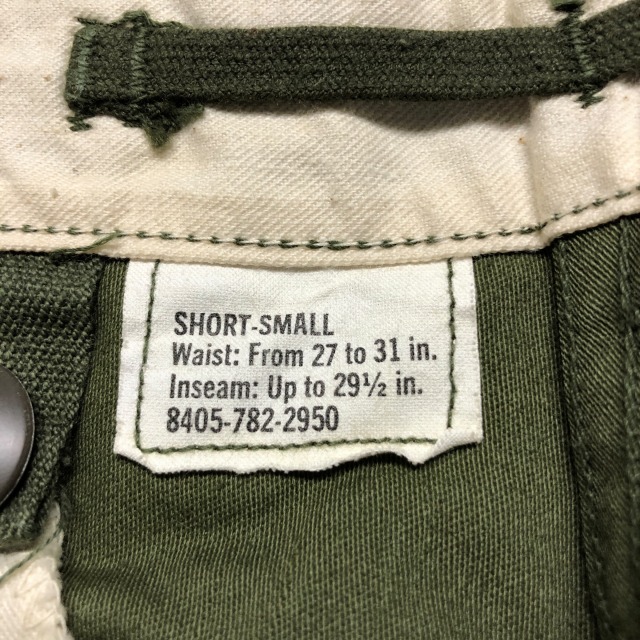 SHORT-SMALL
Waist: From 27 to 31 in.
Inseam: Up to 29½ in.
8405-782-2950